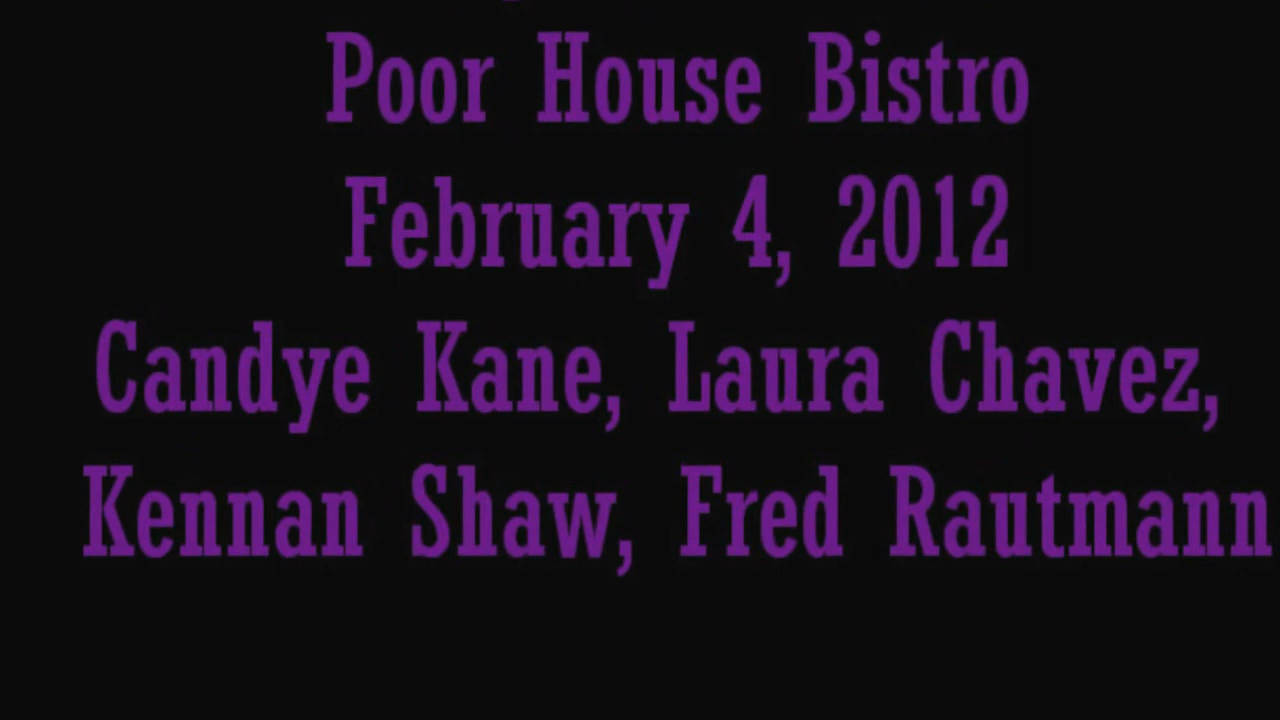 Poor House Bistro
February 4, 2012
Candye Kane, Laura Chavez,
Kennan Shaw, Fred Rautmann